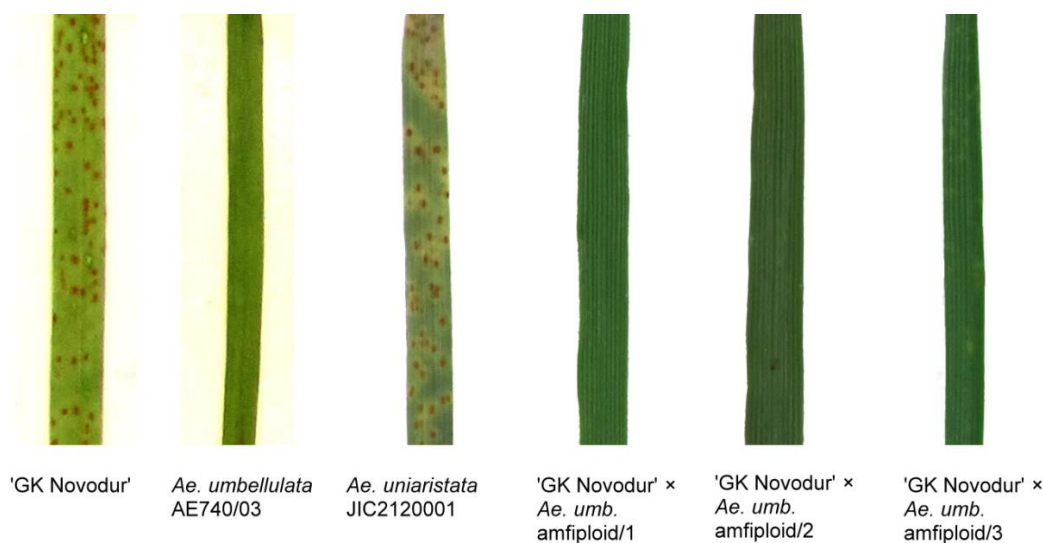 'GK Novodur'
Ae. umbellulata
AE740/03
Ae. uniaristata
JIC2120001
'GK Novodur' ×
Ae. umb.
amfiploid/1
'GK Novodur' ×
Ae. umb.
amfiploid/2
'GK Novodur' ×
Ae. umb.
amfiploid/3